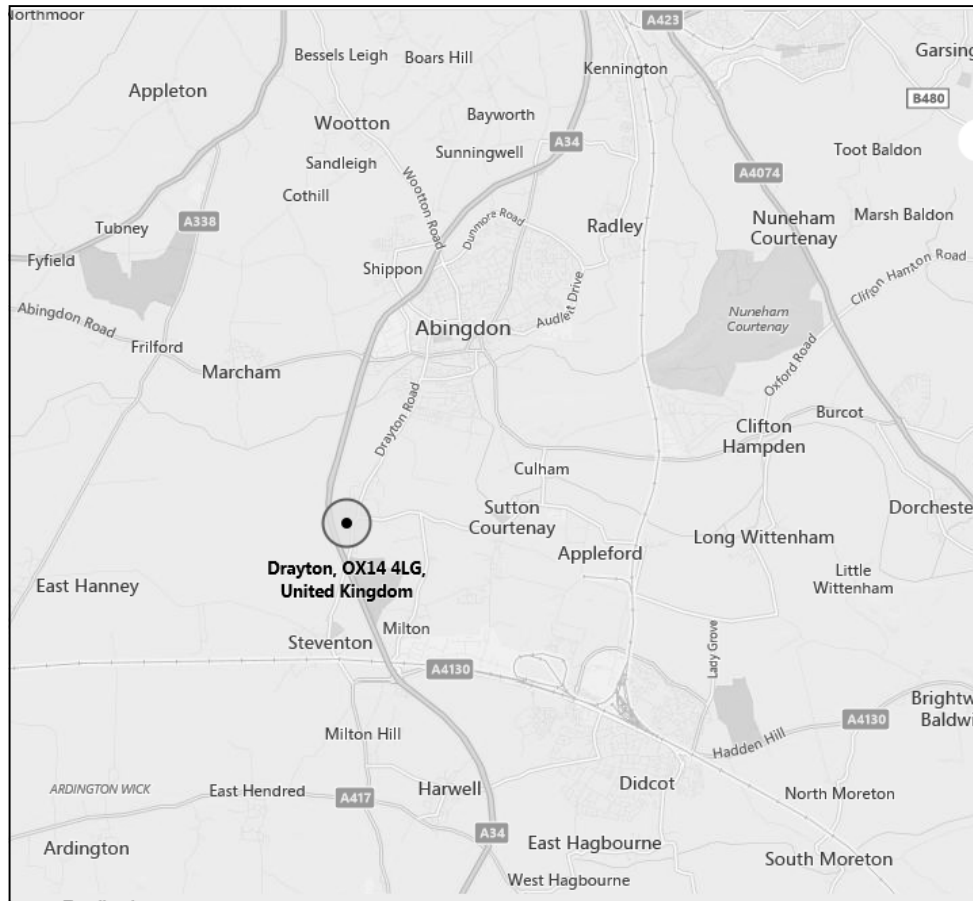 Northmoor
A423
Bessels Leigh
Boars Hill
Garsing
Kennington
Appleton
B480
Bayworth
Wootton
A34
Toot Baldon
Sandleigh
Sunningwell
A4074
Cothill
Wootton Road
Dunmore Road
Nuneham
Courtenay
Marsh Baldon
A338
Radley
Tubney
Fyfield
Shippon
Clifton Hanton Road
Audlett Drive
Abingdon Road
Nuneham
Courtenay
Abingdon
Frilford
Marcham
Oxford Road
Drayton Road
Burcot
Clifton
Hampden
Culham
Sutton
Courtenay
Dorcheste
Long Wittenham
Appleford
Drayton, OX14 4LG,
United Kingdom
Little
Wittenham
East Hanney
Milton
Steventon
Lady Grove
A4130
Brightw
Baldwi
A4130
Milton Hill
Hadden Hill
Didcot
ARDINGTON WICK
East Hendred
Harwell
A417
North Moreton
A34
Ardington
East Hagbourne
South Moreton
West Hagbourne